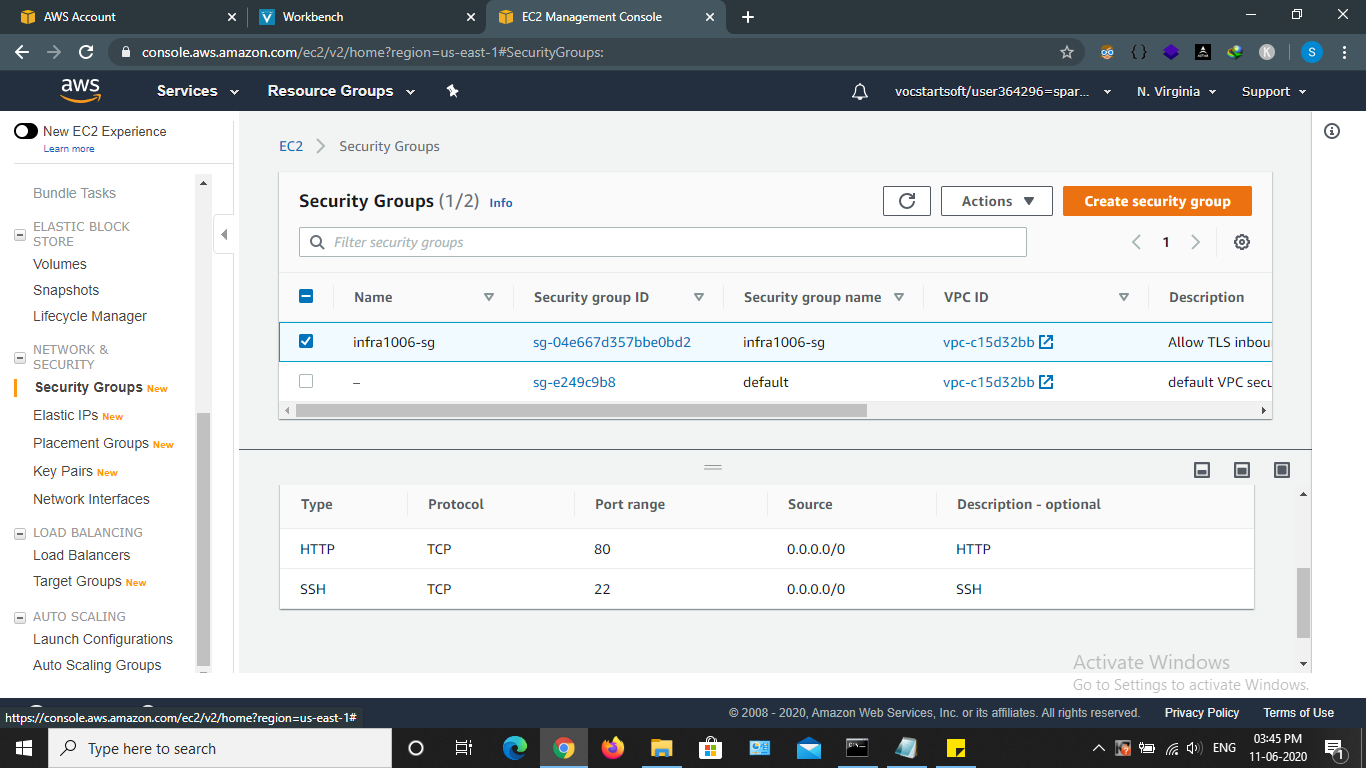 AWS Account
Workbench
EC2 Management Console
console.aws.amazon.com/ec2/v2/home?region=us-east-1#SecurityGroups:
K
S
aws
Services
Resource Groups
vocstartsoft/user364296=spar...
N. Virginia
Support
New EC2 Experience
Learn more
Bundle Tasks
ELASTIC BLOCK
STORE
Volumes
Snapshots
Lifecycle Manager
NETWORK &
SECURITY
Security Groups New
Elastic IPs New
Placement Groups New
Key Pairs New
Network Interfaces
LOAD BALANCING
Load Balancers
Target Groups New
AUTO SCALING
Launch Configurations
Auto Scaling Groups
EC2 > Security Groups
Security Groups (1/2) Info
Actions
Create security group
Filter security groups
1
Name Security group ID Security group name VPC ID Description
infra1006-sg sg-04e667d357bbe0bd2 infra1006-sg vpc-c15d32bb Allow TLS inbou
– sg-e249c9b8 default vpc-c15d32bb default VPC secu
Type Protocol Port range Source Description - optional
HTTP TCP 80 0.0.0.0/0 HTTP
SSH TCP 22 0.0.0.0/0 SSH
Activate Windows
Go to Settings to activate Windows.
https://console.aws.amazon.com/ec2/v2/home?region=us-east-1#
© 2008 - 2020, Amazon Web Services, Inc. or its affiliates. All rights reserved. Privacy Policy Terms of Use
Type here to search
ENG
03:45 PM
11-06-2020
1